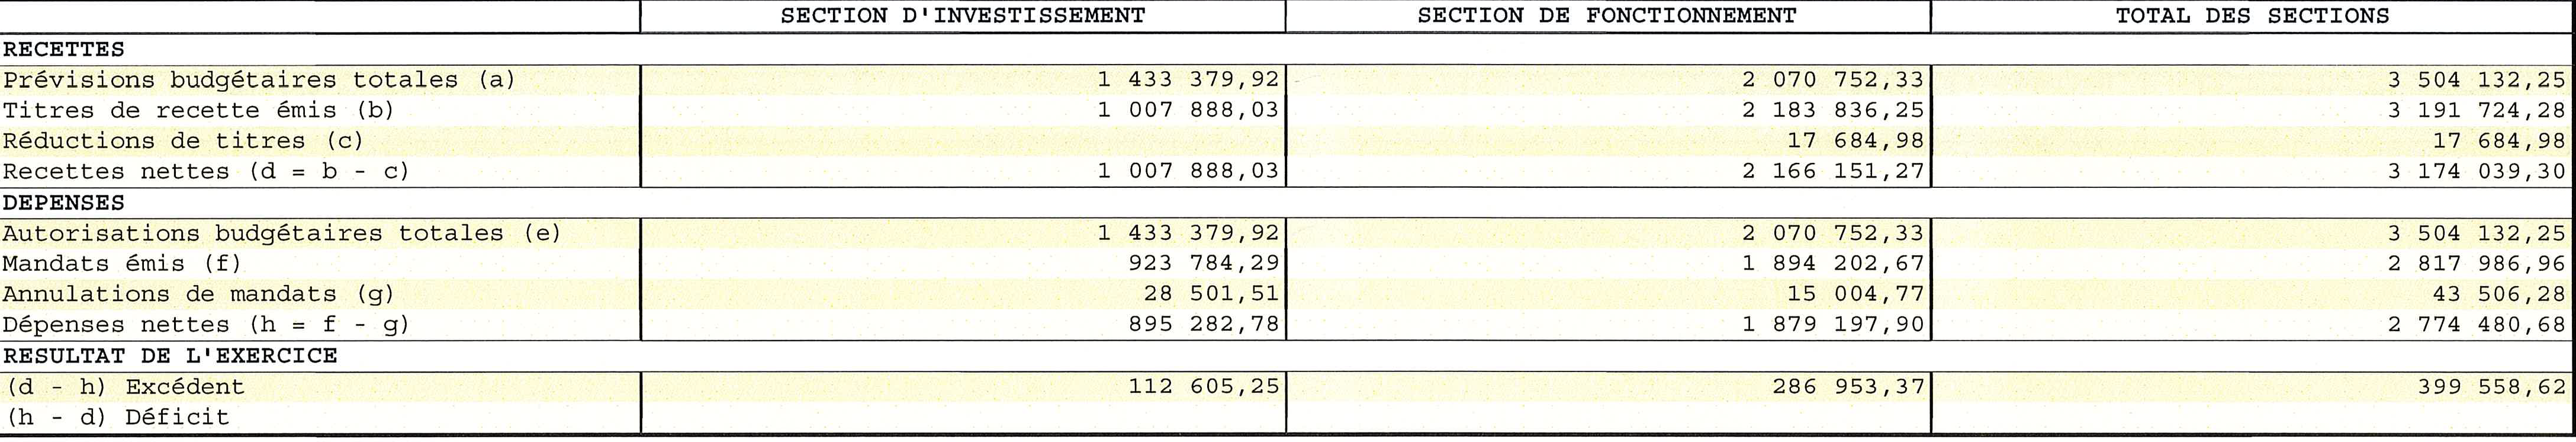 SECTION D'INVESTISSEMENT SECTION DE FONCTIONNEMENT TOTAL DES SECTIONS
RECETTES
Prévisions budgétaires totales (a) 1 433 379,92 2 070 752,33 3 504 132,25
Titres de recette émis (b) 1 007 888,03 2 183 836,25 3 191 724,28
Réductions de titres (c) 17 684,98 17 684,98
Recettes nettes (d = b - c) 1 007 888,03 2 166 151,27 3 174 039,30
DEPENSES
Autorisations budgétaires totales (e) 1 433 379,92 2 070 752,33 3 504 132,25
Mandats émis (f) 923 784,29 1 894 202,67 2 817 986,96
Annulations de mandats (g) 28 501,51 15 004,77 43 506,28
Dépenses nettes (h = f - g) 895 282,78 1 879 197,90 2 774 480,68
RESULTAT DE L'EXERCICE
(d - h) Excédent 112 605,25 286 953,37 399 558,62
(h - d) Déficit